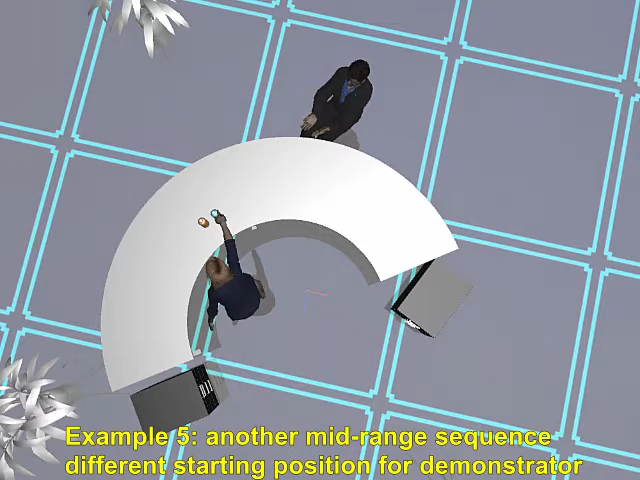 Example 5: another mid-range sequence
different starting position for demonstrator